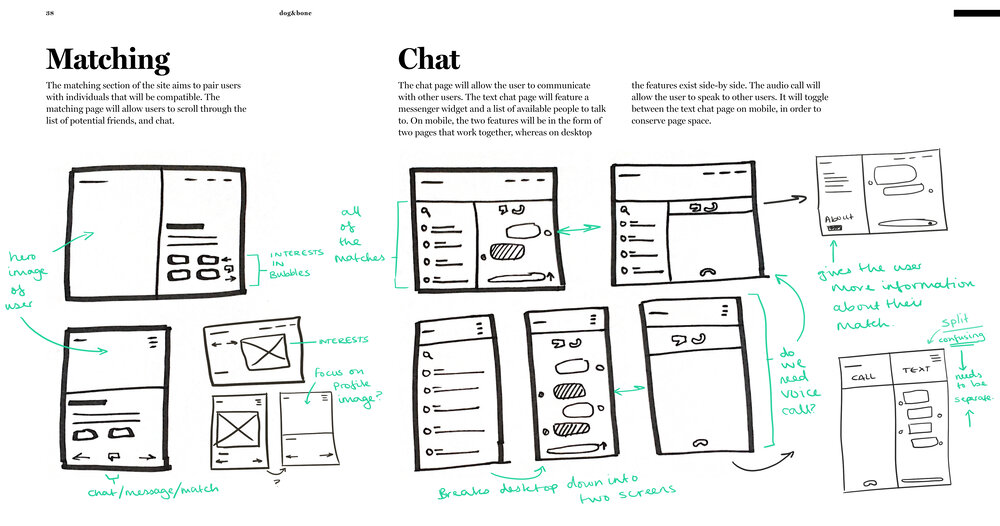 38
dog&bone
Matching
The matching section of the site aims to pair users
with individuals that will be compatible. The
matching page will allow users to scroll through the
list of potential friends, and chat.
Chat
The chat page will allow the user to communicate
with other users. The text chat page will feature a
messenger widget and a list of available people to talk
to. On mobile, the two features will be in the form of
two pages that work together, whereas on desktop
the features exist side-by side. The audio call will
allow the user to speak to other users. It will toggle
between the text chat page on mobile, in order to
conserve page space.
hero
image
of
user
INTERESTS
IN
Bubbles
chat/message/match
INTERESTS
Focus on
profile
image?
?
all
of
the
matches
Breaks desktop down into
two screens
do
we
need
voice
call?
About
gives the user
more information
about their
match.
split
confusing
needs
to be
separate.
CALL
TEXT